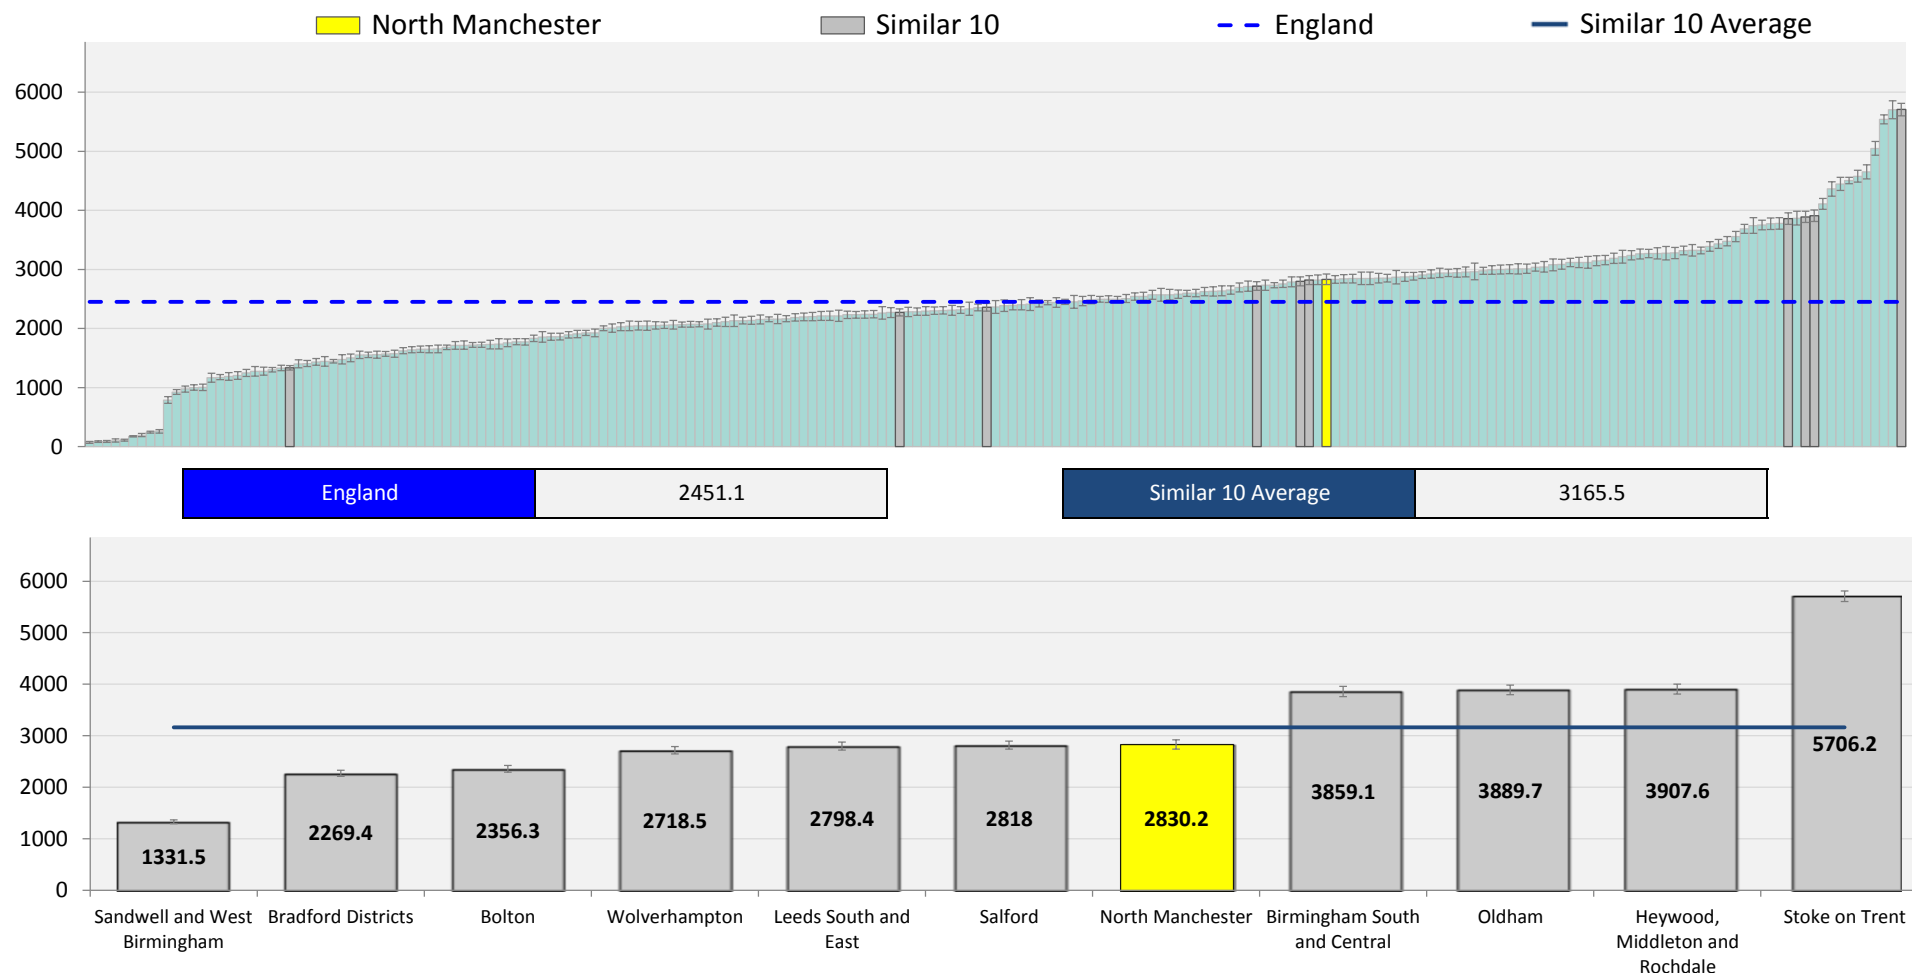 North Manchester
Similar 10
England
Similar 10 Average
6000
5000
4000
3000
2000
1000
0
England
2451.1
Similar 10 Average
3165.5
6000
5000
4000
3000
2000
1000
0
1331.5
2269.4
2356.3
2718.5
2798.4
2818
2830.2
3859.1
3889.7
3907.6
5706.2
Sandwell and West
Birmingham
Bradford Districts
Bolton
Wolverhampton
Leeds South and
East
Salford
North Manchester
Birmingham South
and Central
Oldham
Heywood,
Middleton and
Rochdale
Stoke on Trent